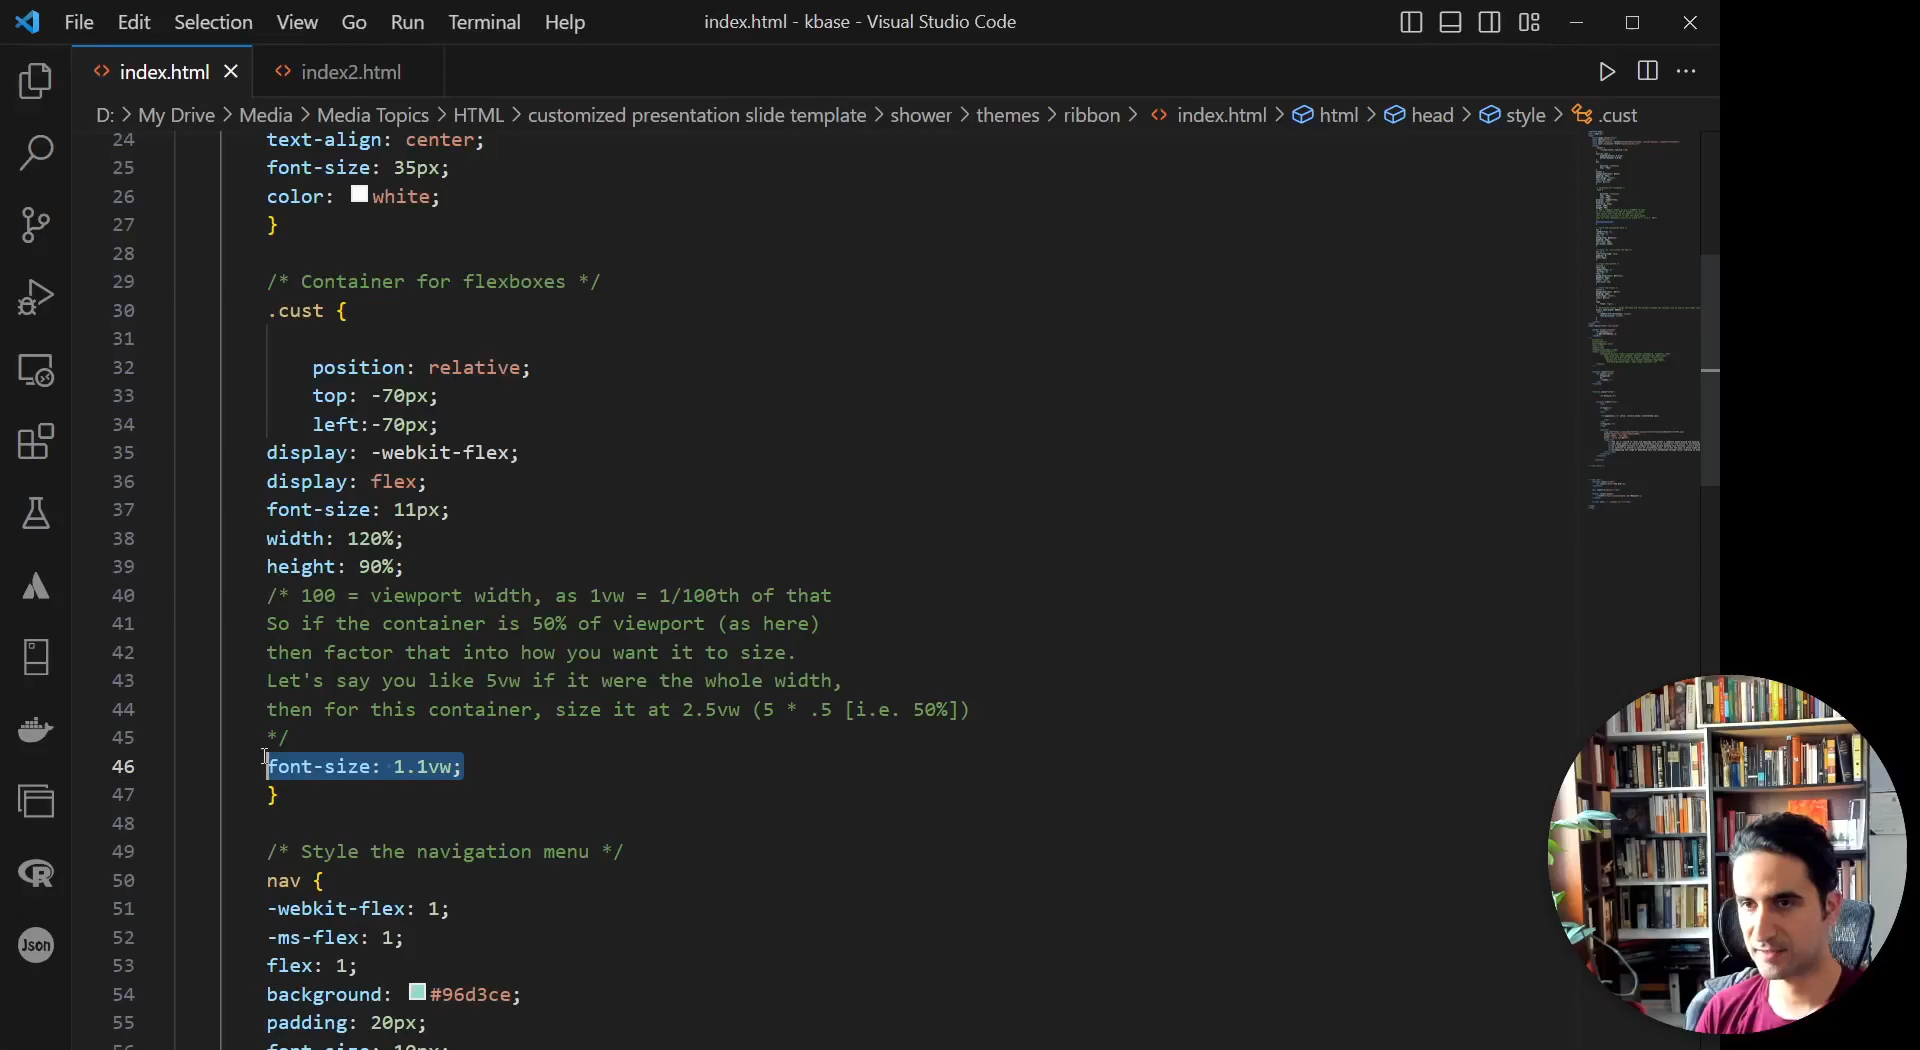 File Edit Selection View Go Run Terminal Help
index.html - kbase - Visual Studio Code
index.html
index2.html
D: > My Drive > Media > Media Topics > HTML > customized presentation slide template > shower > themes > ribbon > index.html > html > head > style > .cust
24 text-align: center;
25 font-size: 35px;
26 color: white;
27 }
28
29 /* Container for flexboxes */
30 .cust {
31
32 position: relative;
33 top: -70px;
34 left:-70px;
35 display: -webkit-flex;
36 display: flex;
37 font-size: 11px;
38 width: 120%;
39 height: 90%;
40 /* 100 = viewport width, as 1vw = 1/100th of that
41 So if the container is 50% of viewport (as here)
42 then factor that into how you want it to size.
43 Let's say you like 5vw if it were the whole width,
44 then for this container, size it at 2.5vw (5 * .5 [i.e. 50%])
45 */
46 font-size: 1.1vw;
47 }
48
49 /* Style the navigation menu */
50 nav {
51 -webkit-flex: 1;
52 -ms-flex: 1;
53 flex: 1;
54 background: #96d3ce;
55 padding: 20px;
56 font-size: 10px;
Json